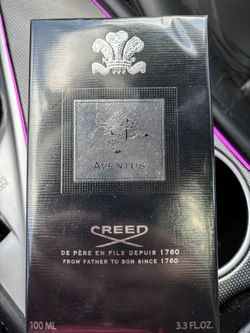 AVENTUS
CREED
DE PÈRE EN FILS DEPUIS 1760
FROM FATHER TO SON SINCE 1760
100 ML 3.3 FL.OZ.